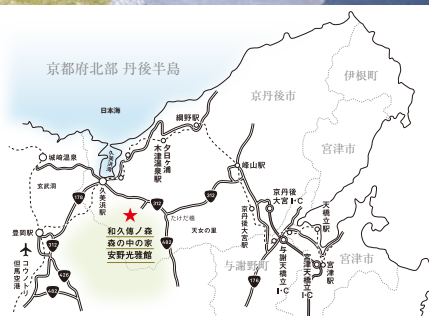 京都府北部 丹後半島
伊根町
日本海
京丹後市
網野駅
夕日ヶ浦
木津温泉駅
宮津市
城崎温泉
久美浜湾
峰山駅
玄武洞
久美浜駅
178
312
312
京丹後
大宮I・C
たけだ橋
天橋立駅
豊岡駅
和久傳ノ森
森の中の家
安野光雅館
天女の里
京丹後大宮駅
312
482
与謝天橋立
I・C
宮津天橋立
I・C
宮津駅
宮津市
コウノトリ
但馬空港
与謝野町
426
482
176